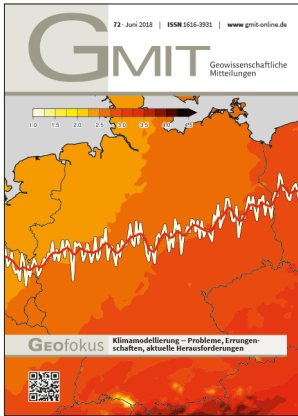 72 · Juni 2018 | ISSN 1616-3931 | www.gmit-online.de
GMIT
Geowissenschaftliche
Mitteilungen
1.0 1.5 2.0 2.5 3.0 3.5 4.0 4.5
GEOfokus
Klimamodellierung – Probleme, Errungen-
schaften, aktuelle Herausforderungen